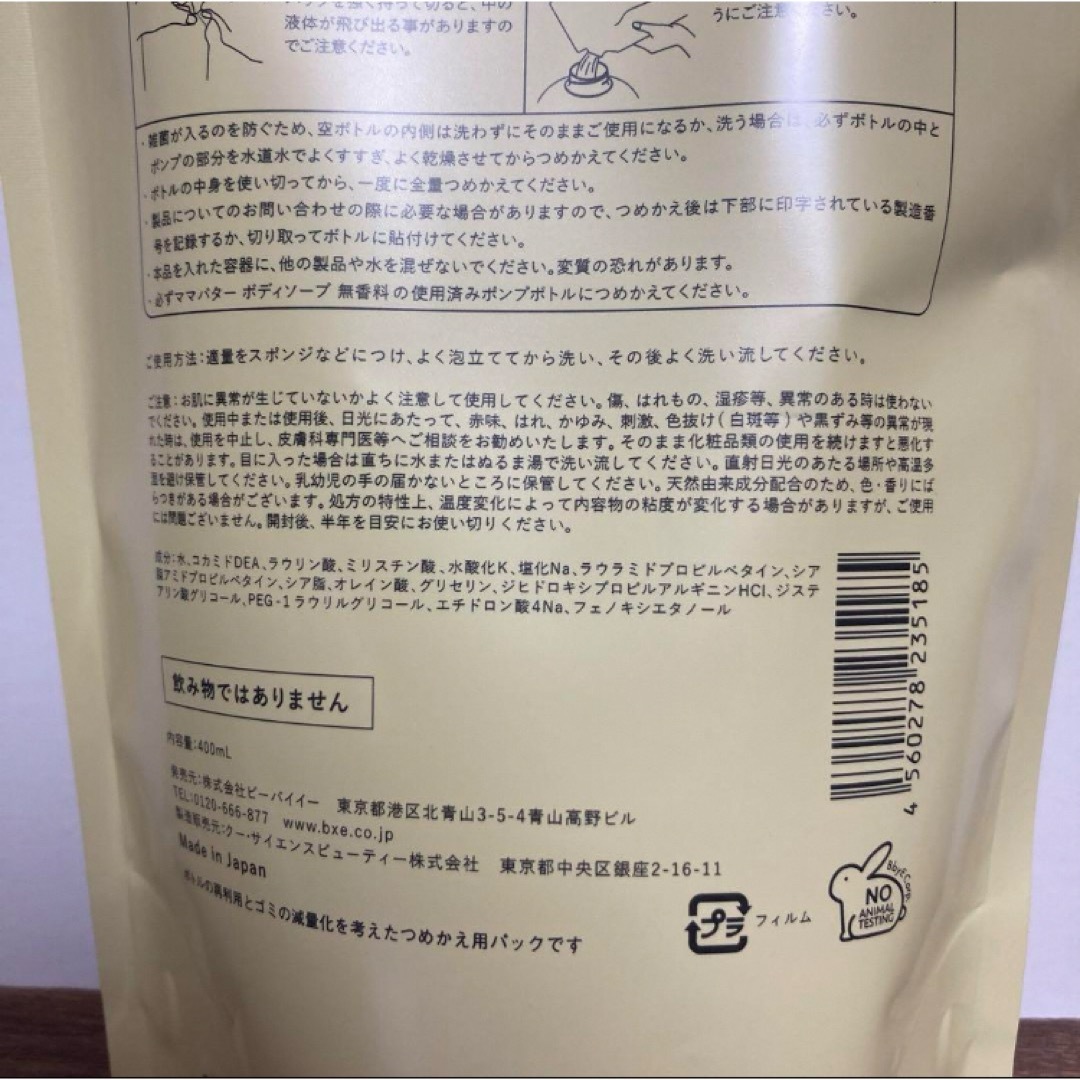 液体が飛び出る事がありますの
でご注意ください。
うにご注意ください。
・雑菌が入るのを防ぐため、空ボトルの内側は洗わずにそのままご使用になるか、洗う場合は、必ずボトルの中と
ポンプの部分を水道水でよくすすぎ、よく乾燥させてからつめかえてください。
・ボトルの中身を使い切ってから、一度に全量つめかえてください。
・製品についてのお問い合わせの際に必要な場合がありますので、つめかえ後は下部に印字されている製造番
号を記録するか、切り取ってボトルに貼付けてください。
・本品を入れた容器に、他の製品や水を混ぜないでください。変質の恐れがあります。
・必ずママバター ボディソープ 無香料の使用済みポンプボトルにつめかえてください。
ご使用方法：適量をスポンジなどにつけ、よく泡立ててから洗い、その後よく洗い流してください。
ご注意：お肌に異常が生じていないかよく注意して使用してください。傷、はれもの、湿疹等、異常のある時は使わない
でください。使用中または使用後、日光にあたって、赤味、はれ、かゆみ、刺激、色抜け(白斑等)や黒ずみ等の異常が現
れた時は、使用を中止し、皮膚科専門医等へご相談をお勧めいたします。そのまま化粧品類の使用を続けますと悪化す
ることがあります。目に入った場合は直ちに水またはぬるま湯で洗い流してください。直射日光のあたる場所や高温多
湿を避け保管してください。乳幼児の手の届かないところに保管してください。天然由来成分配合のため、色・香りにば
らつきがある場合がございます。処方の特性上、温度変化によって内容物の粘度が変化する場合がありますが、ご使用
には問題ございません。開封後、半年を目安にお使い切りください。
成分：水、コカミドDEA、ラウリン酸、ミリスチン酸、水酸化K、塩化Na、ラウラミドプロピルベタイン、シア
脂アミドプロピルベタイン、シア脂、オレイン酸、グリセリン、ジヒドロキシプロピルアルギニンHCl、ジステ
アリン酸グリコール、PEG-1ラウリルグリコール、エチドロン酸4Na、フェノキシエタノール
飲み物ではありません
内容量：400mL
発売元：株式会社ビーバイイー 東京都港区北青山3-5-4青山高野ビル
TEL:0120-666-877 www.bxe.co.jp
製造販売元：クー・サイエンスビューティー株式会社 東京都中央区銀座2-16-11
Made in Japan
ボトルの再利用とゴミの減量化を考えたつめかえ用パックです
プラ フィルム
BbyE Corp.
NO
ANIMAL
TESTING
4 560278 235185